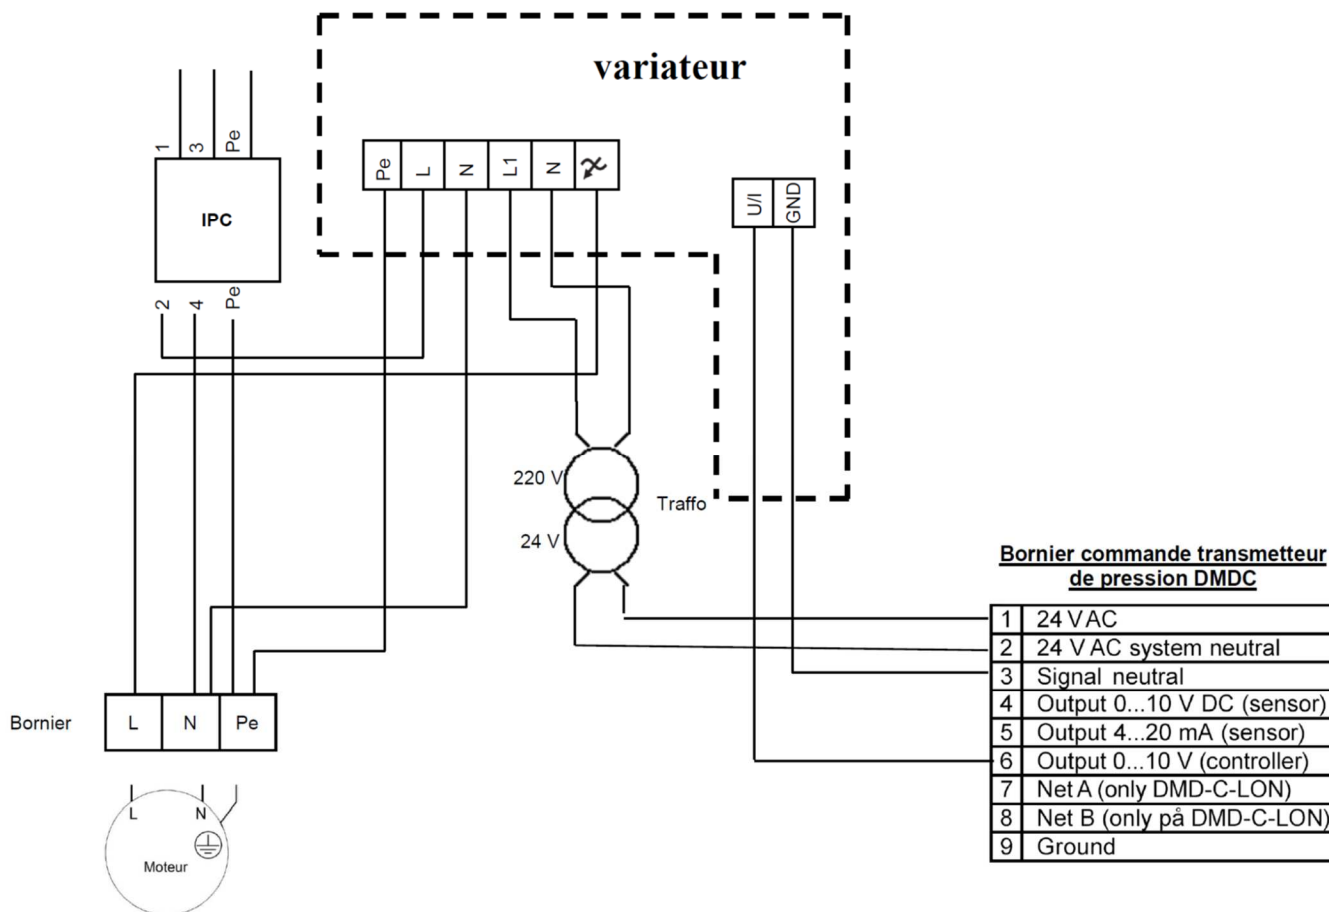 variateur
1 3 Pe
IPC
2 4 Pe
Pe L N L1 N
U/I GND
220 V
Traffo
24 V
Bornier commande transmetteur
de pression DMDC
1 24 V AC
2 24 V AC system neutral
3 Signal neutral
4 Output 0...10 V DC (sensor)
5 Output 4...20 mA (sensor)
6 Output 0...10 V (controller)
7 Net A (only DMD-C-LON)
8 Net B (only på DMD-C-LON)
9 Ground
Bornier L N Pe
L N
Moteur